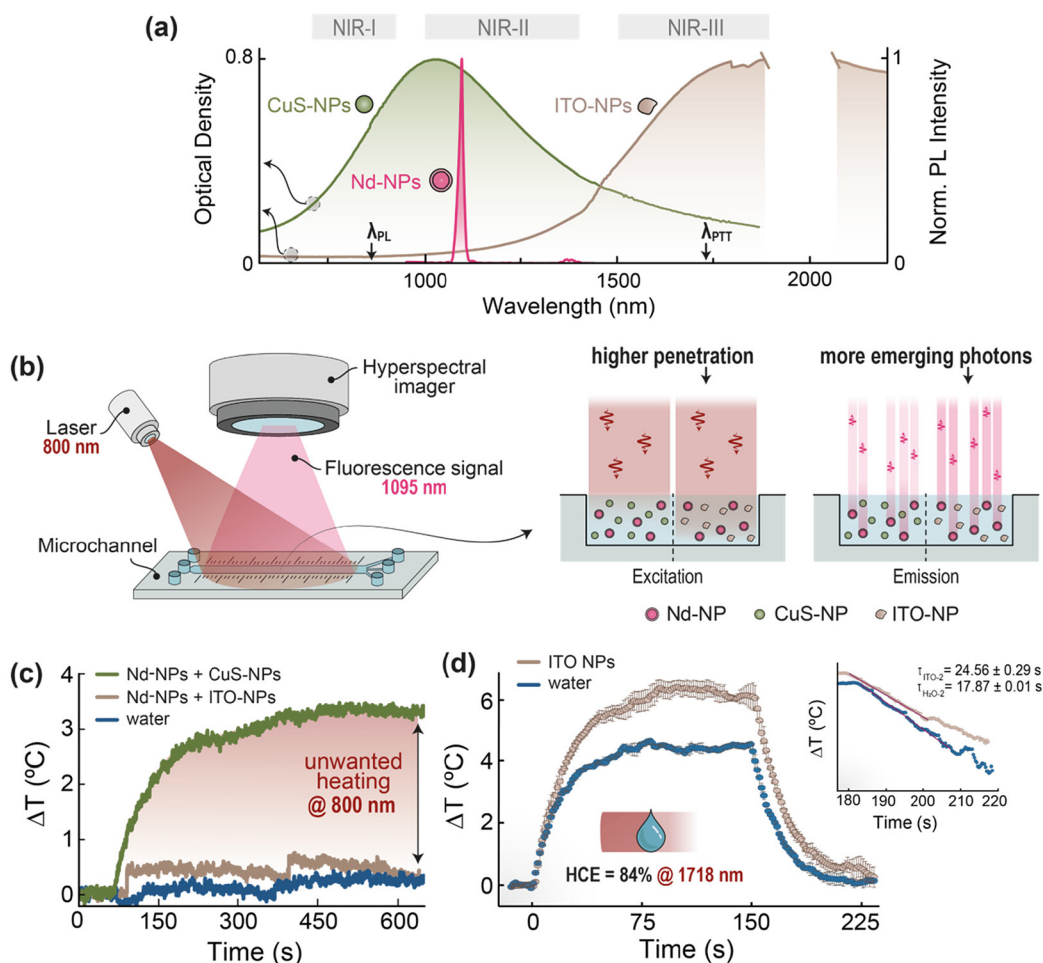 (a)
NIR-I
NIR-II
NIR-III
0.8
1
CuS-NPs
ITO-NPs
Nd-NPs
Optical Density
Norm. PL Intensity
λPL
λPTT
0
0
1000
1500
2000
Wavelength (nm)
(b)
Laser
800 nm
Hyperspectral
imager
Fluorescence signal
1095 nm
Microchannel
higher penetration
more emerging photons
Excitation
Emission
Nd-NP
CuS-NP
ITO-NP
(c)
Nd-NPs + CuS-NPs
Nd-NPs + ITO-NPs
water
4
3
2
1
0
ΔT (ºC)
unwanted
heating
@ 800 nm
0
150
300
450
600
Time (s)
(d)
ITO NPs
water
6
4
2
0
ΔT (ºC)
HCE = 84% @ 1718 nm
0
75
150
225
Time (s)
τITO-2 = 24.56 ± 0.29 s
τH₂O-2 = 17.87 ± 0.01 s
ΔT (ºC)
180
190
200
210
220
Time (s)